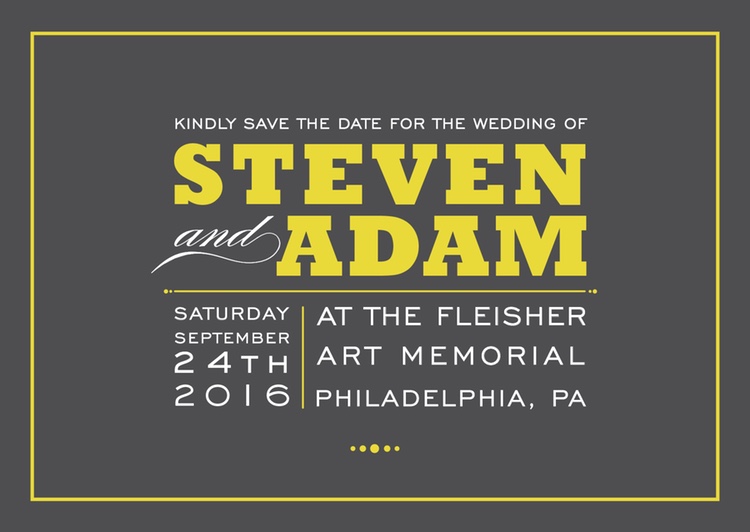 KINDLY SAVE THE DATE FOR THE WEDDING OF
STEVEN
and ADAM
SATURDAY
SEPTEMBER
24TH
2016
AT THE FLEISHER
ART MEMORIAL
PHILADELPHIA, PA